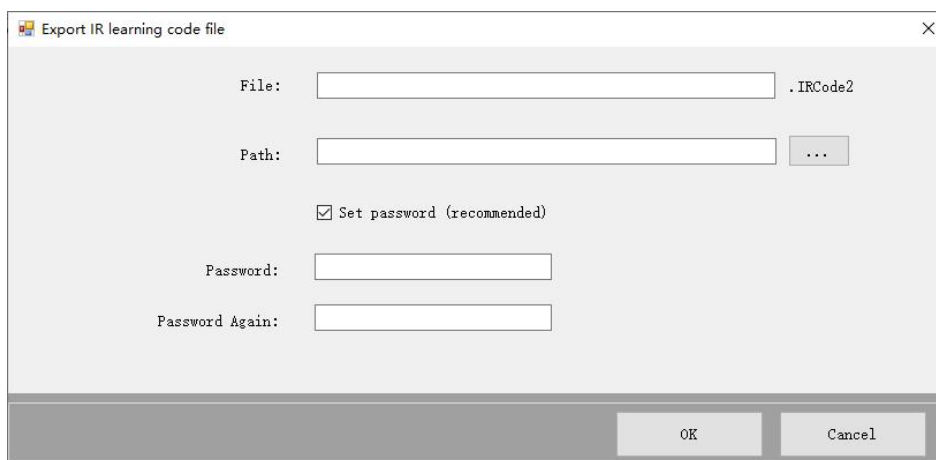 Export IR learning code file
File: .IRCode2
Path: ...
Set password (recommended)
Password:
Password Again:
OK Cancel